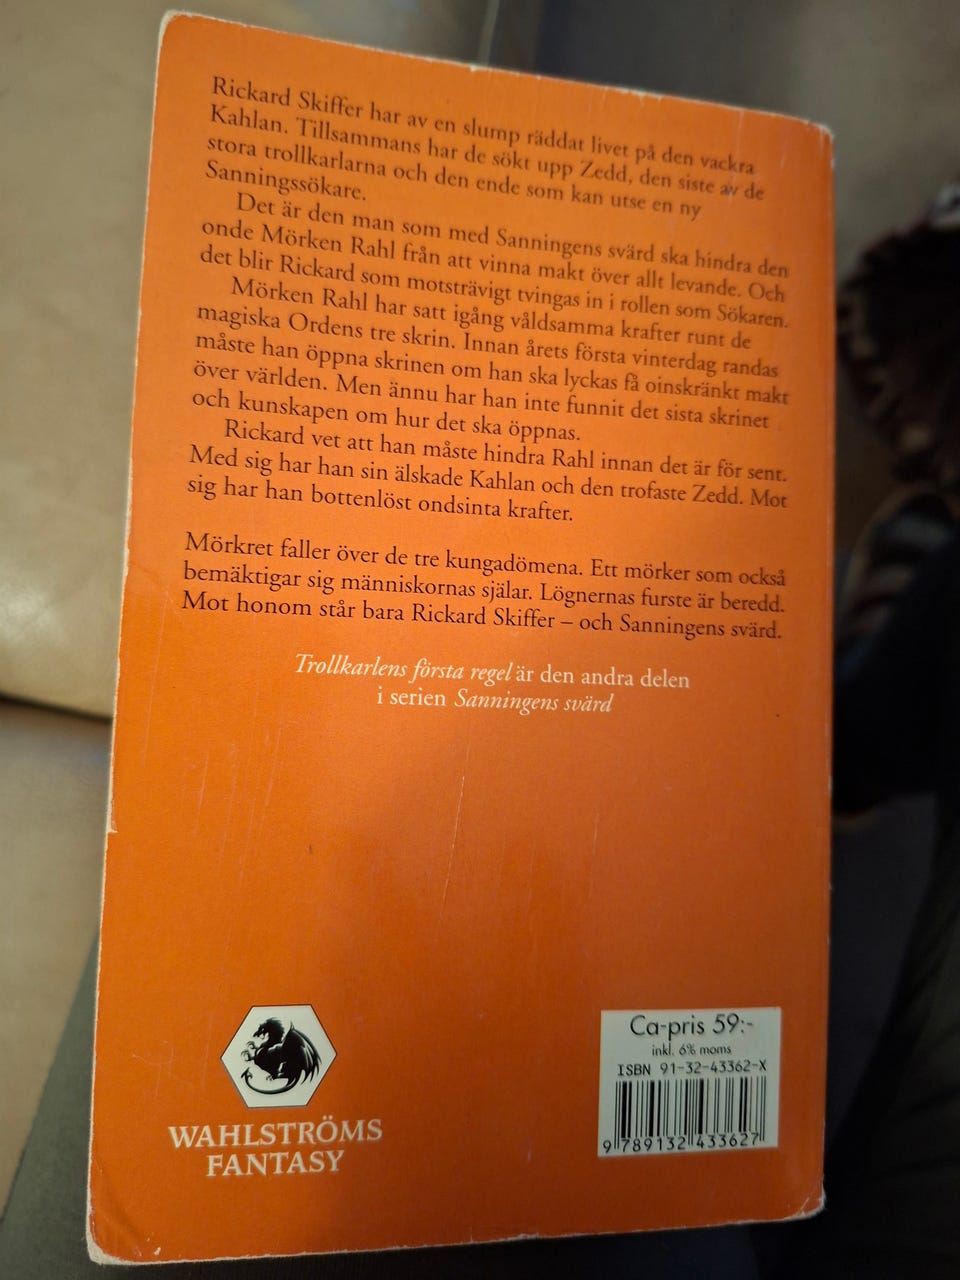 Rickard Skiffer har av en slump räddat livet på den vackra
Kahlan. Tillsammans har de sökt upp Zedd, den siste av de
stora trollkarlarna och den ende som kan utse en ny
Sanningssökare.
Det är den man som med Sanningens svärd ska hindra den
onde Mörken Rahl från att vinna makt över allt levande. Och
det blir Rickard som motsträvigt tvingas in i rollen som Sökaren.
Mörken Rahl har satt igång våldsamma krafter runt de
magiska Ordens tre skrin. Innan årets första vinterdag randas
måste han öppna skrinen om han ska lyckas få oinskränkt makt
över världen. Men ännu har han inte funnit det sista skrinet
och kunskapen om hur det ska öppnas.
Rickard vet att han måste hindra Rahl innan det är för sent.
Med sig har han sin älskade Kahlan och den trofaste Zedd. Mot
sig har han bottenlöst ondsinta krafter.
Mörkret faller över de tre kungadömena. Ett mörker som också
bemäktigar sig människornas själar. Lögnernas furste är beredd.
Mot honom står bara Rickard Skiffer – och Sanningens svärd.
Trollkarlens första regel är den andra delen
i serien Sanningens svärd
WAHLSTRÖMS
FANTASY
Ca-pris 59:-
inkl. 6% moms
ISBN 91-32-43362-X
9 789132 433627